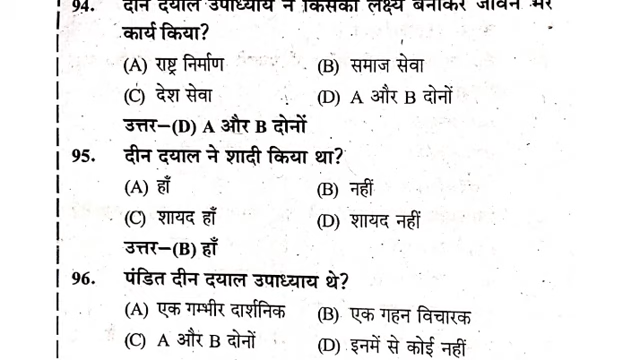 94. दीन दयाल उपाध्याय ने किसको लक्ष्य बनाकर जीवन भर
कार्य किया?
(A) राष्ट्र निर्माण (B) समाज सेवा
(C) देश सेवा (D) A और B दोनों
उत्तर–(D) A और B दोनों
95. दीन दयाल ने शादी किया था?
(A) हाँ (B) नहीं
(C) शायद हाँ (D) शायद नहीं
उत्तर–(B) हाँ
96. पंडित दीन दयाल उपाध्याय थे?
(A) एक गम्भीर दार्शनिक (B) एक गहन विचारक
(C) A और B दोनों (D) इनमें से कोई नहीं